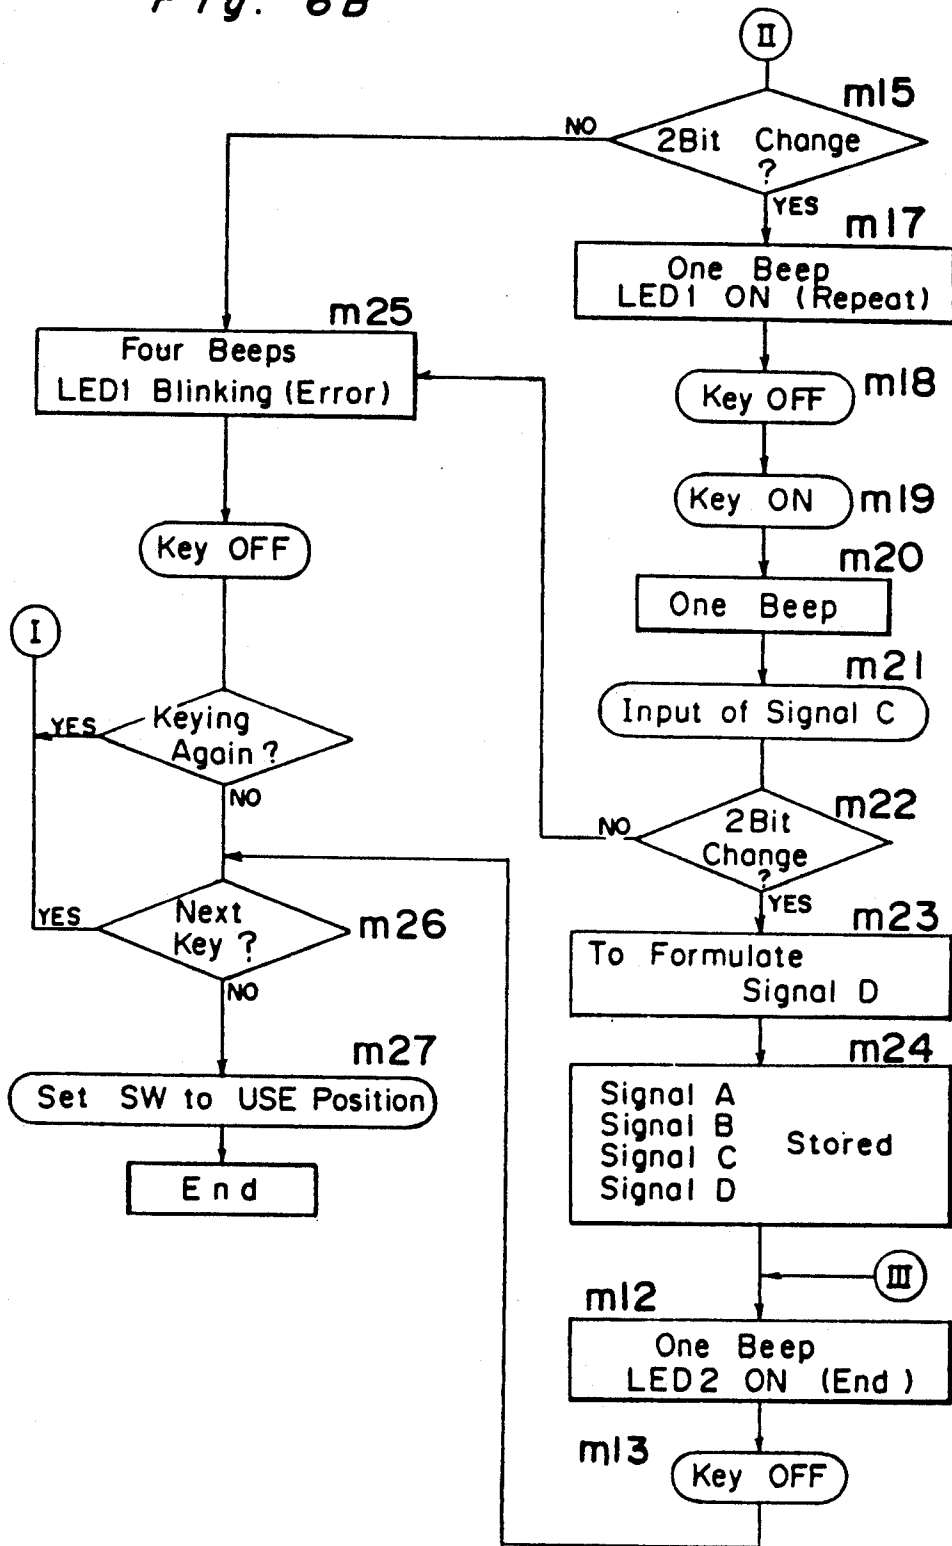 Fig. 6B
II
m15
NO
2Bit Change
?
YES
m17
One Beep
LED1 ON (Repeat)
m25
Four Beeps
LED1 Blinking (Error)
Key OFF
m18
Key ON
m19
Key OFF
m20
One Beep
I
m21
Input of Signal C
YES
Keying
Again ?
NO
m22
NO
2Bit
Change
?
YES
YES
Next
Key ?
m26
NO
m23
To Formulate
Signal D
m27
Set SW to USE Position
m24
Signal A
Signal B
Signal C
Signal D
Stored
End
III
m12
One Beep
LED2 ON (End)
m13
Key OFF